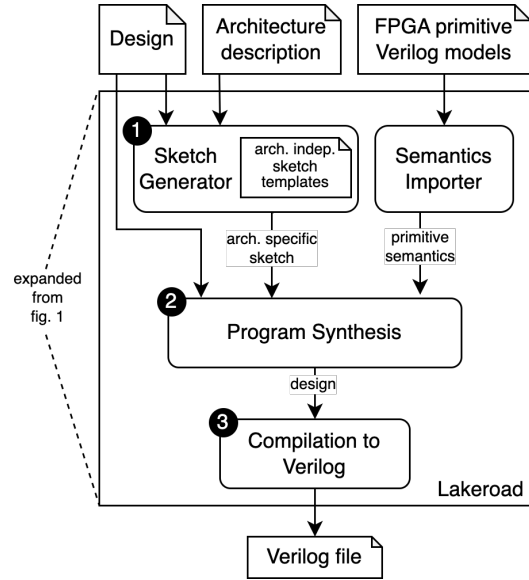 Design
Architecture
description
FPGA primitive
Verilog models
1
Sketch
Generator
arch. indep.
sketch
templates
Semantics
Importer
arch. specific
sketch
primitive
semantics
expanded
from
fig. 1
2
Program Synthesis
design
3
Compilation to
Verilog
Lakeroad
Verilog file